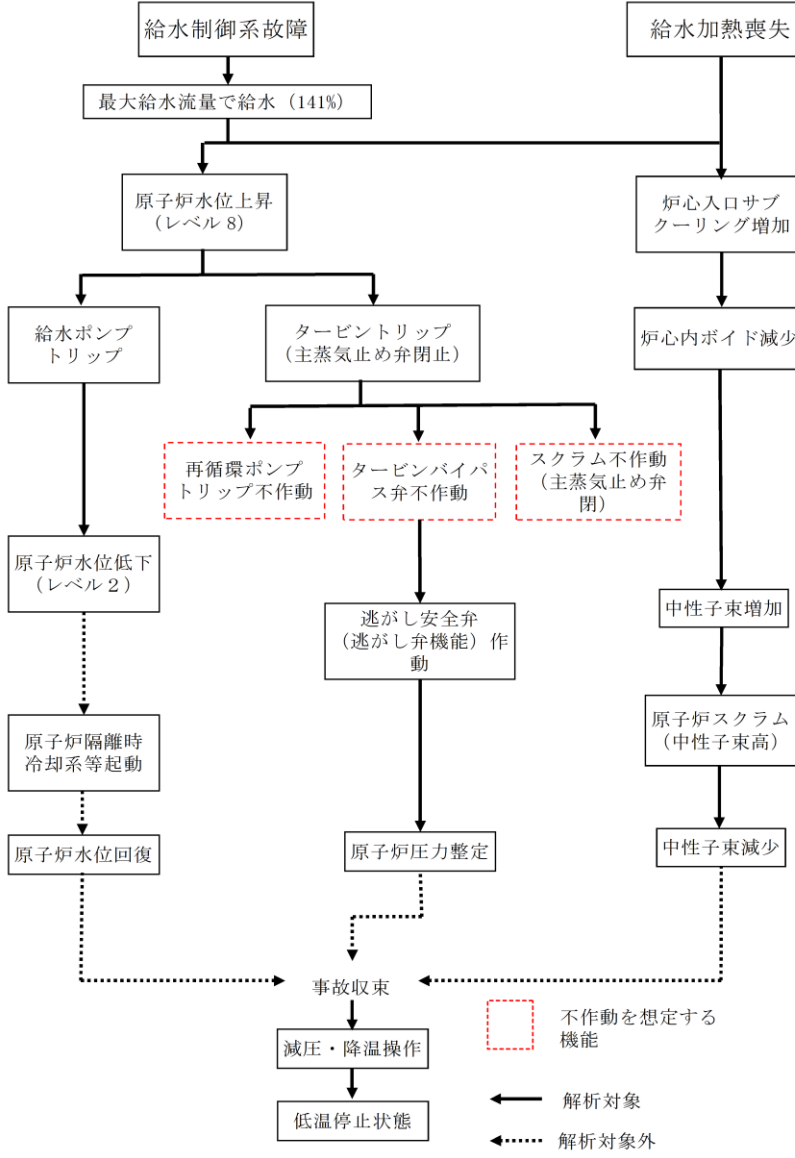 給水制御系故障
給水加熱喪失
最大給水流量で給水（141%）
原子炉水位上昇
（レベル８）
炉心入口サブ
クーリング増加
給水ポンプ
トリップ
タービントリップ
（主蒸気止め弁閉止）
炉心内ボイド減少
再循環ポンプ
トリップ不作動
タービンバイパ
ス弁不作動
スクラム不作動
（主蒸気止め弁
閉）
原子炉水位低下
（レベル２）
中性子束増加
逃がし安全弁
（逃がし弁機能）作
動
原子炉隔離時
冷却系等起動
原子炉スクラム
（中性子束高）
原子炉水位回復
原子炉圧力整定
中性子束減少
事故収束
減圧・降温操作
低温停止状態
不作動を想定する
機能
解析対象
解析対象外